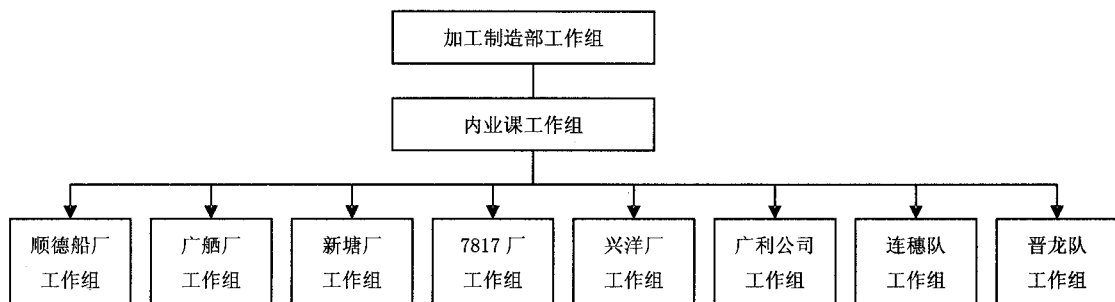 加工制造部工作组
内业课工作组
顺德船厂
工作组
广舾厂
工作组
新塘厂
工作组
7817厂
工作组
兴洋厂
工作组
广利公司
工作组
连穗队
工作组
晋龙队
工作组